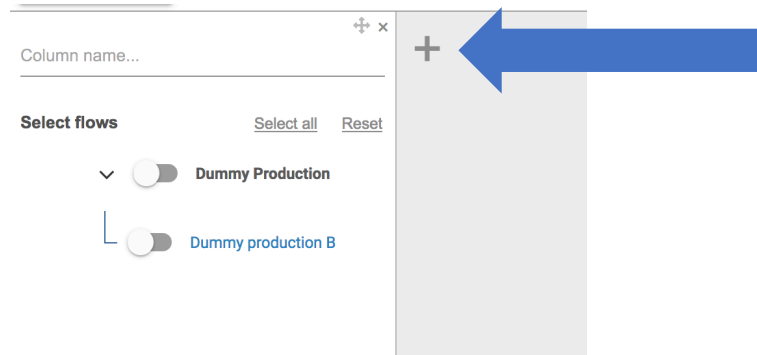 Column name...
Select flows Select all Reset
Dummy Production
Dummy production B